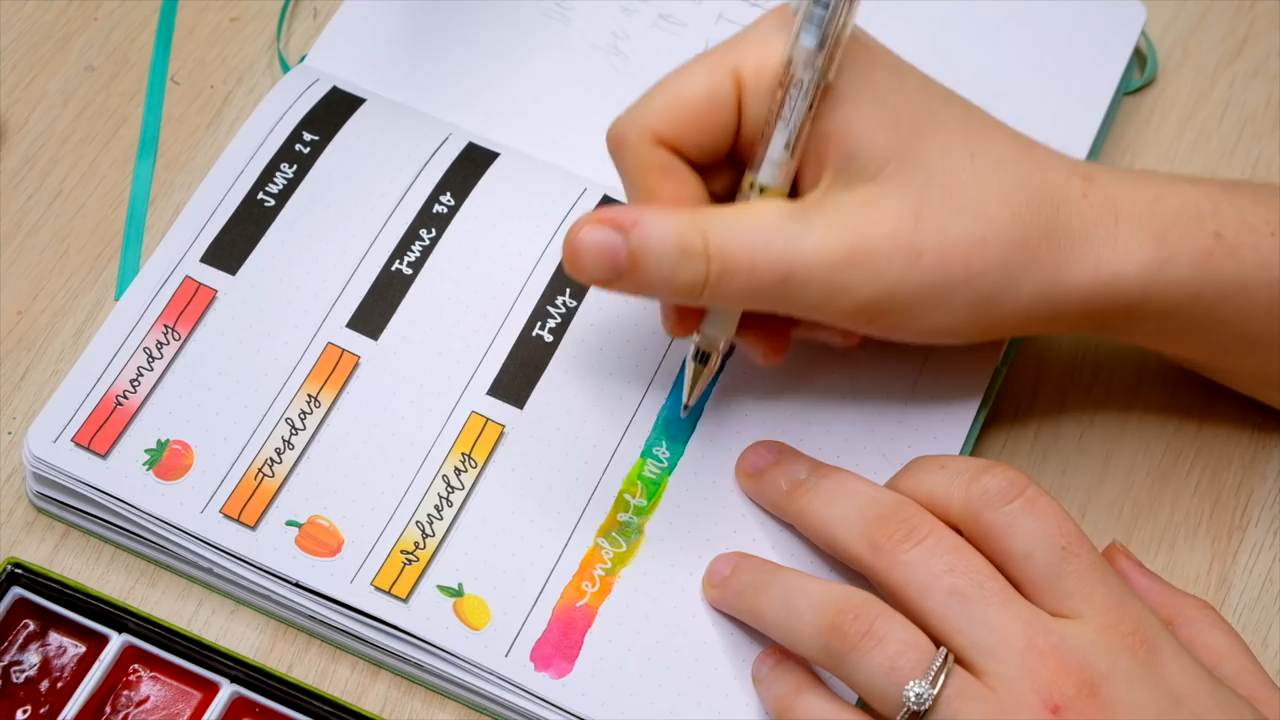 June 29
monday
June 30
tuesday
July
wednesday
end of mo